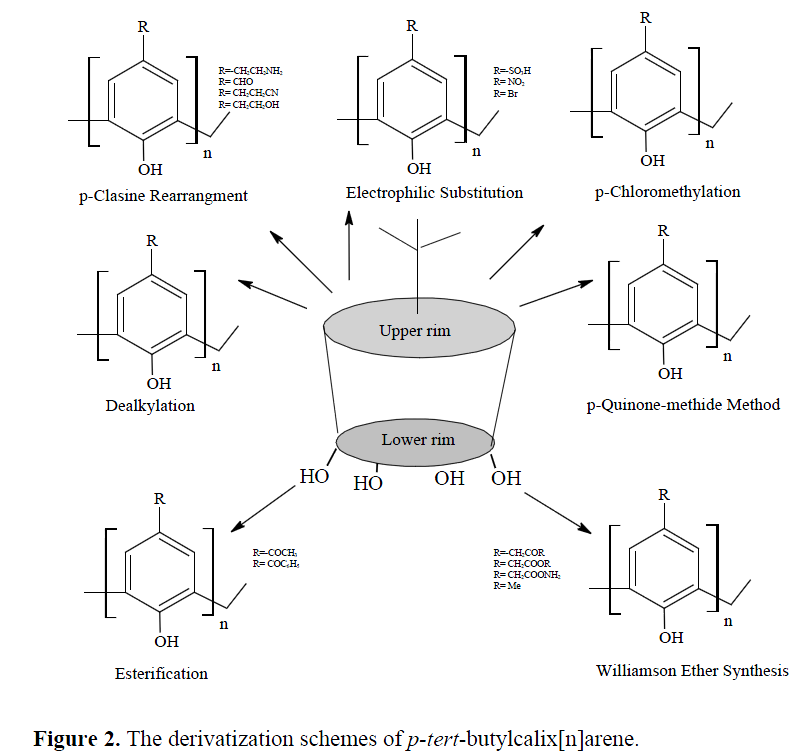 R
R
R
R=-CH₂CH₂NH₂
R= CHO
R= CH₂CH₂CN
R= CH₂CH₂OH
R=-SO₃H
R= NO₂
R= Br
n
n
n
OH
OH
OH
p-Clasine Rearrangment
Electrophilic Substitution
p-Chloromethylation
R
R
Upper rim
n
n
OH
OH
Dealkylation
p-Quinone-methide Method
Lower rim
HO
HO
OH
OH
R
R
R=-COCH₃
R=-CH₂COR
R= CH₂COOR
R= CH₂COONH₂
R= Me
n
n
OH
OH
Esterification
Williamson Ether Synthesis
Figure 2. The derivatization schemes of p-tert-butylcalix[n]arene.